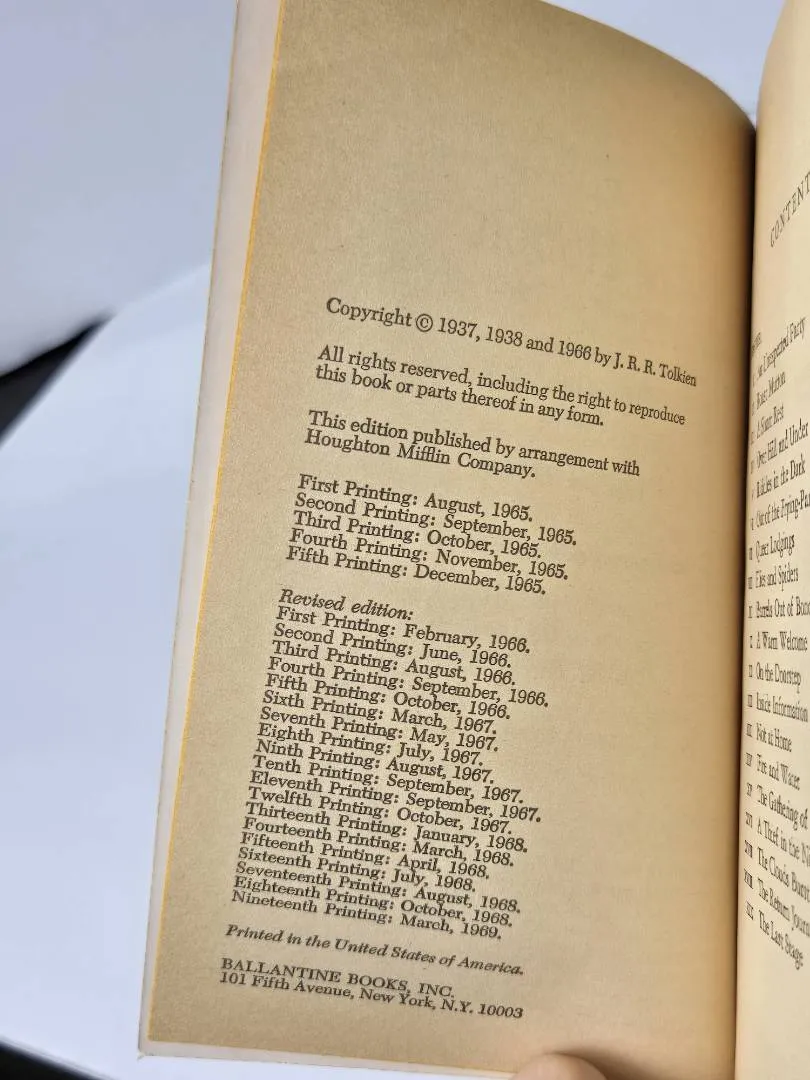 Copyright © 1937, 1938 and 1966 by J. R. R. Tolkien
All rights reserved, including the right to reproduce
this book or parts thereof in any form.
This edition published by arrangement with
Houghton Mifflin Company.
First Printing: August, 1965.
Second Printing: September, 1965.
Third Printing: October, 1965.
Fourth Printing: November, 1965.
Fifth Printing: December, 1965.
Revised edition:
First Printing: February, 1966.
Second Printing: June, 1966.
Third Printing: August, 1966.
Fourth Printing: September, 1966.
Fifth Printing: October, 1966.
Sixth Printing: March, 1967.
Seventh Printing: May, 1967.
Eighth Printing: July, 1967.
Ninth Printing: August, 1967.
Tenth Printing: September, 1967.
Eleventh Printing: September, 1967.
Twelfth Printing: October, 1967.
Thirteenth Printing: January, 1968.
Fourteenth Printing: March, 1968.
Fifteenth Printing: April, 1968.
Sixteenth Printing: July, 1968.
Seventeenth Printing: August, 1968.
Eighteenth Printing: October, 1968.
Nineteenth Printing: March, 1969.
Printed in the United States of America.
BALLANTINE BOOKS, INC.
101 Fifth Avenue, New York, N.Y. 10003
CONTENT
Unexpected Party
Roast Mutton
A Short Rest
Over Hill and Under
Riddles in the Dark
Out of the Frying-Pan
Queer Lodgings
Flies and Spiders
Barrels Out of Bond
A Warm Welcome
On the Doorstep
Inside Information
Not at Home
Fire and Water
The Gathering of
A Thief in the
The Clouds Burst
The Return Journ
The Last Stage